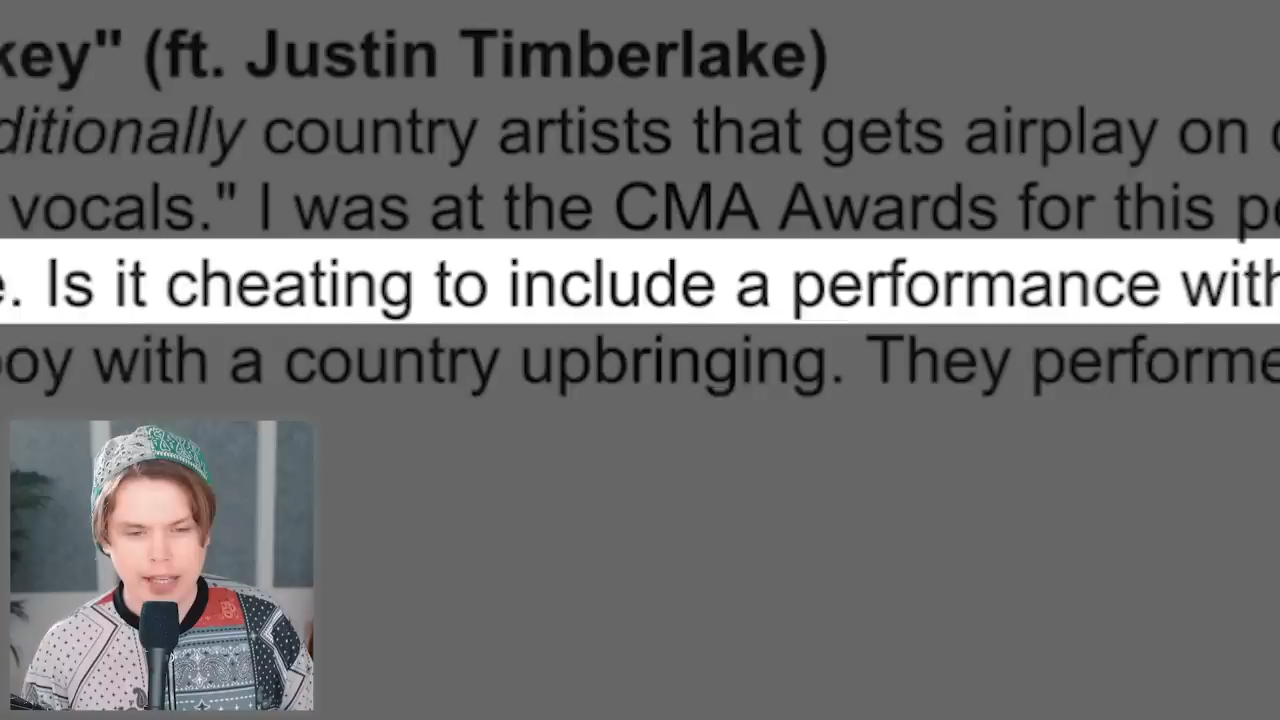 key" (ft. Justin Timberlake)
ditionally country artists that gets airplay on
vocals." I was at the CMA Awards for this
. Is it cheating to include a performance with
with a country upbringing. They performe